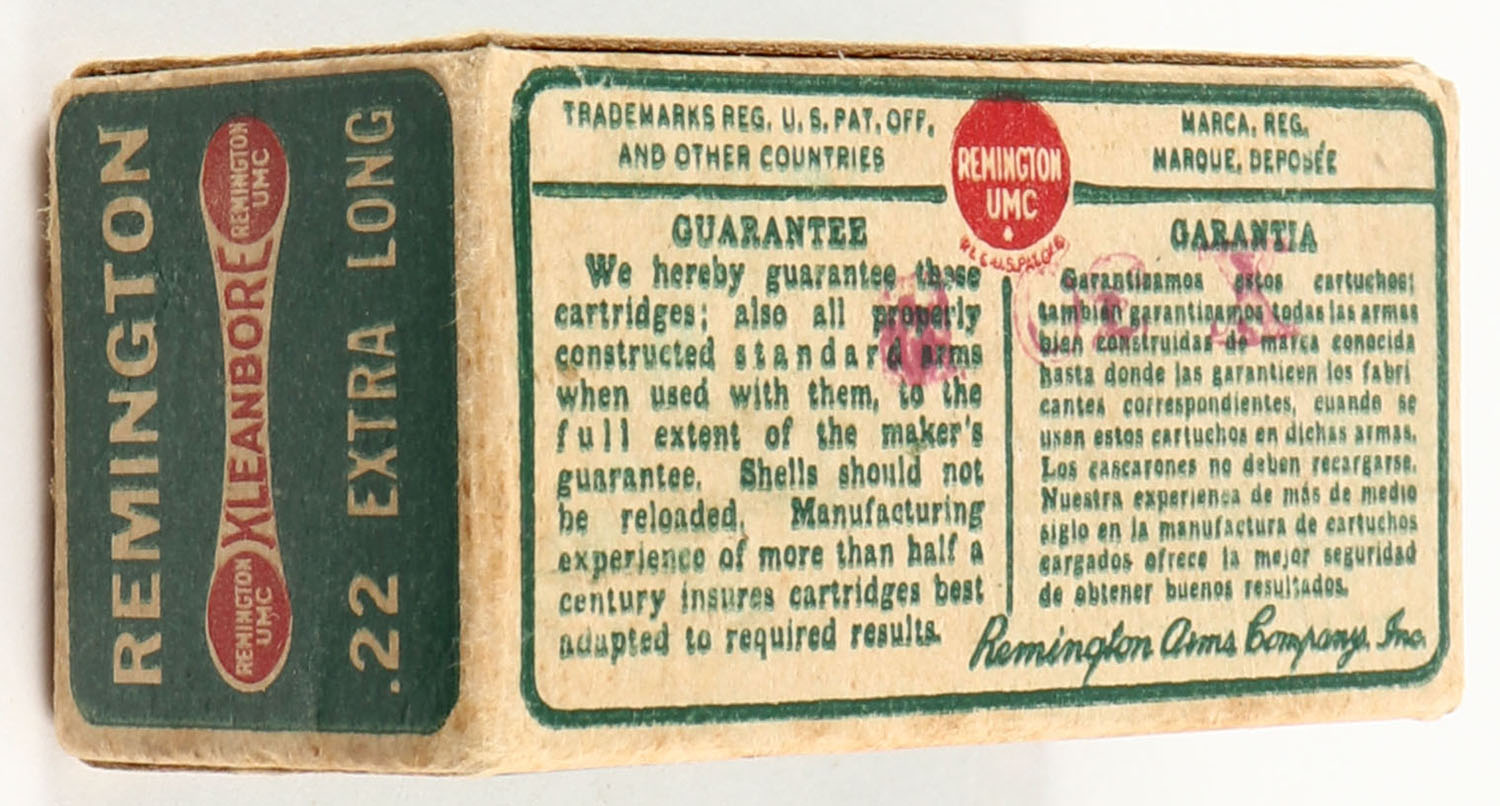 REMINGTON
REMINGTON
UMC
KLEANBORE
REMINGTON
UMC
.22 EXTRA LONG
TRADEMARKS REG. U. S. PAT. OFF.
AND OTHER COUNTRIES
REMINGTON
UMC
MARCA. REG.
MARQUE. DEPOSÉE
GUARANTEE
We hereby guarantee these
cartridges; also all properly
constructed standard arms
when used with them, to the
full extent of the maker's
guarantee. Shells should not
be reloaded. Manufacturing
experience of more than half a
century insures cartridges best
adapted to required results.
GARANTIA
Garantizamos estos cartuchos;
también garantizamos todas las armas
bien construidas de marca conocida
hasta donde las garanticen los fabri
cantes correspondientes, cuando se
usen estos cartuchos en dichas armas.
Los cascarones no deben recargarse.
Nuestra experiencia de más de medio
siglo en la manufactura de cartuchos
cargados ofrece la mejor seguridad
de obtener buenos resultados.
Remington Arms Company, Inc.